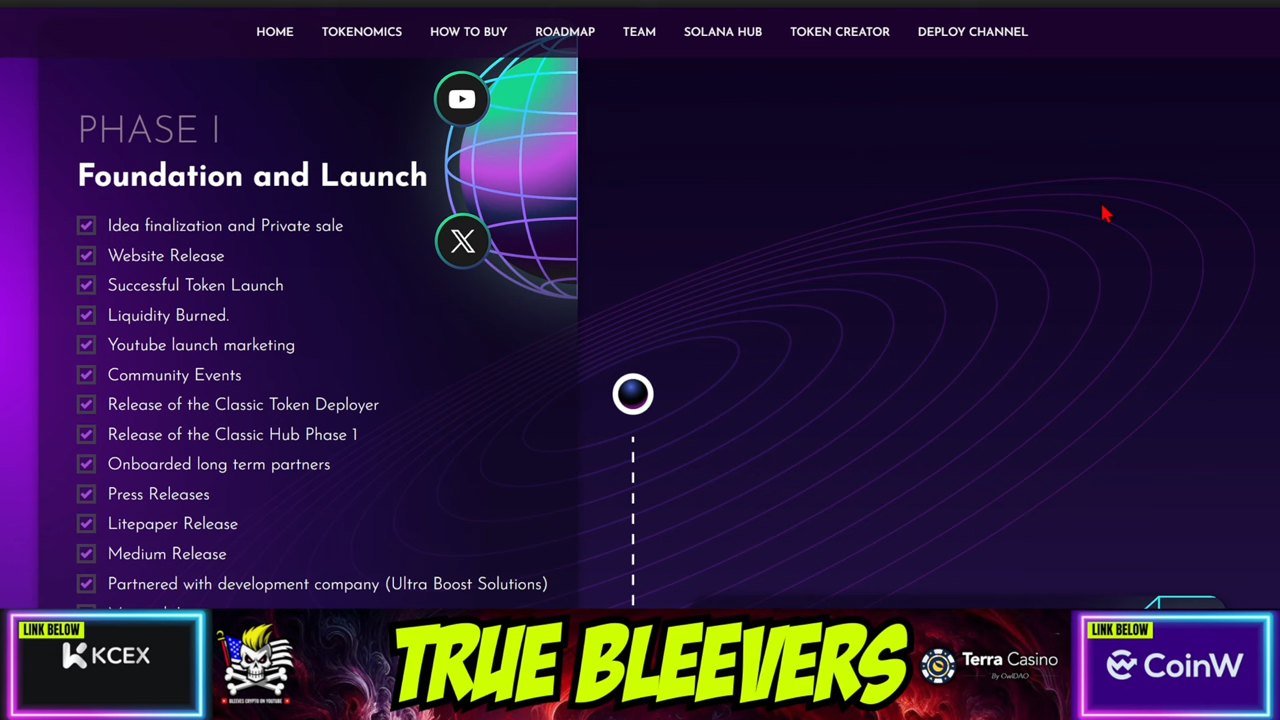 HOME TOKENOMICS HOW TO BUY ROADMAP TEAM SOLANA HUB TOKEN CREATOR DEPLOY CHANNEL
PHASE I
Foundation and Launch
Idea finalization and Private sale
Website Release
Successful Token Launch
Liquidity Burned.
Youtube launch marketing
Community Events
Release of the Classic Token Deployer
Release of the Classic Hub Phase 1
Onboarded long term partners
Press Releases
Litepaper Release
Medium Release
Partnered with development company (Ultra Boost Solutions)
LINK BELOW
KCEX
BLEEVES CRYPTO ON YOUTUBE
TRUE BLEEVERS
Terra Casino
By OwlDAO
LINK BELOW
CoinW